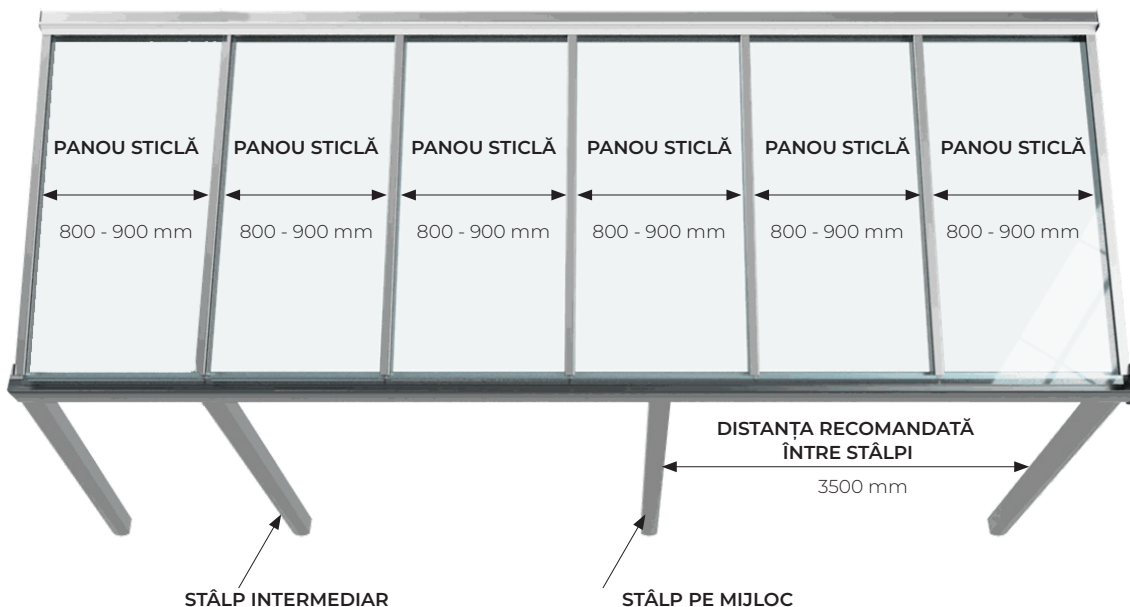 PANOU STICLĂ PANOU STICLĂ PANOU STICLĂ PANOU STICLĂ PANOU STICLĂ PANOU STICLĂ
800 - 900 mm 800 - 900 mm 800 - 900 mm 800 - 900 mm 800 - 900 mm 800 - 900 mm
DISTANȚA RECOMANDATĂ
ÎNTRE STÂLPI
3500 mm
STÂLP INTERMEDIAR STÂLP PE MIJLOC